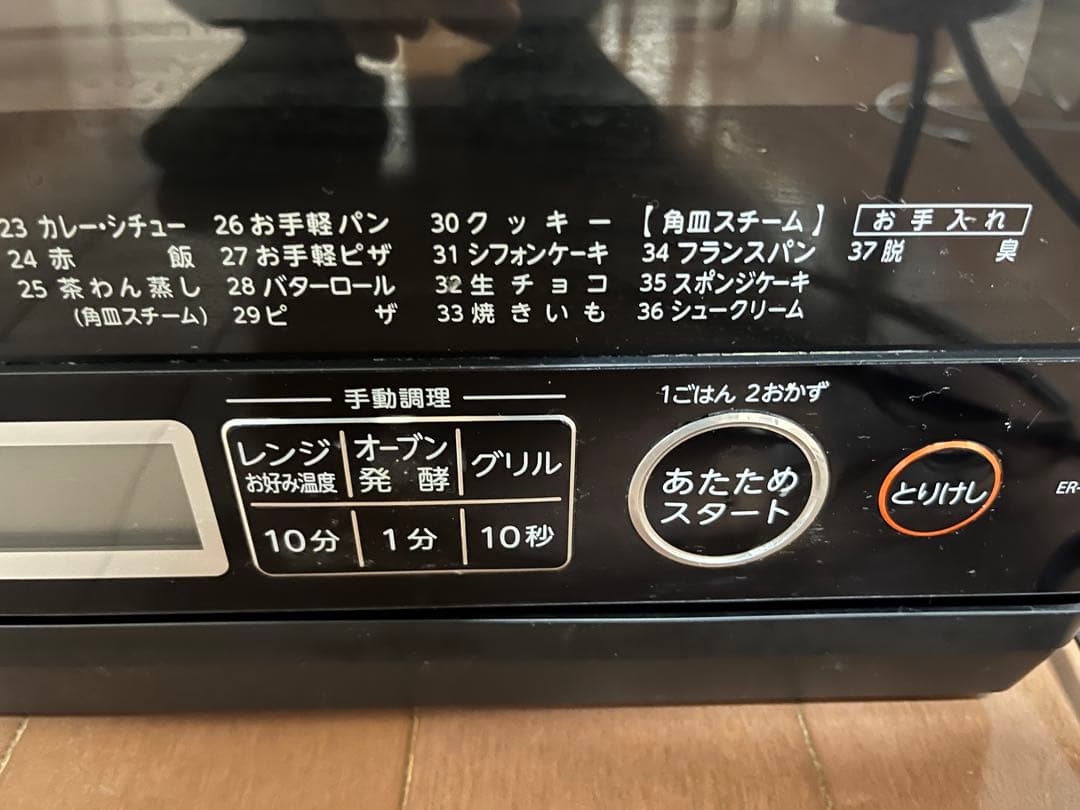 23 カレー・シチュー 26 お手軽パン 30 クッキー 【角皿スチーム】 お手入れ
24 赤飯 27 お手軽ピザ 31 シフォンケーキ 34 フランスパン 37 脱臭
25 茶わん蒸し 28 バターロール 32 生チョコ 35 スポンジケーキ
(角皿スチーム) 29 ピザ 33 焼きいも 36 シュークリーム
手動調理
1ごはん 2おかず
レンジ オーブン グリル
お好み温度 発酵
あたため
スタート
とりけし
ER-
10分 1分 10秒